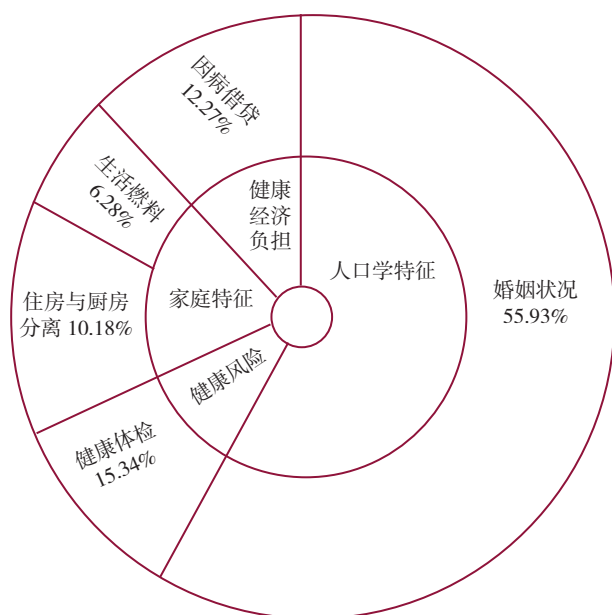 因病借贷
12.27%
生活燃料
6.28%
住房与厨房
分离 10.18%
健康体检
15.34%
健康
经济
负担
家庭特征
健康风险
人口学特征
婚姻状况
55.93%